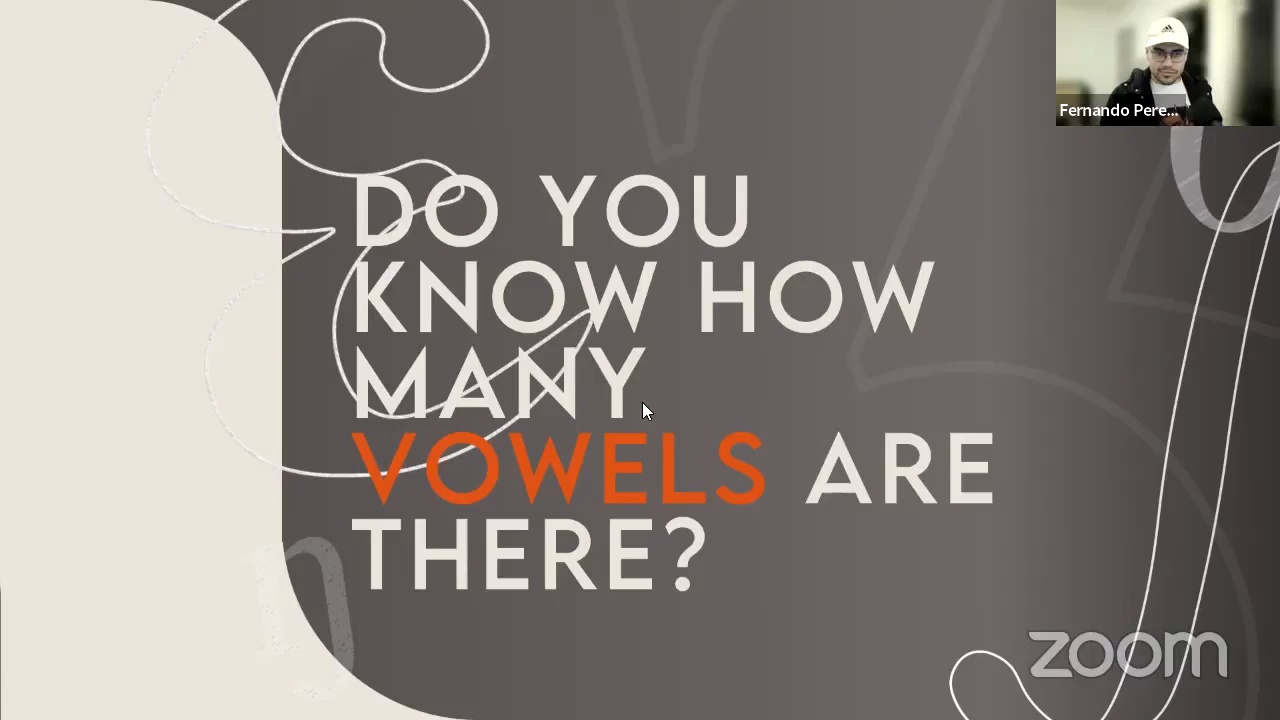 Fernando Pere...
DO YOU
KNOW HOW
MANY
VOWELS ARE
THERE?
zoom